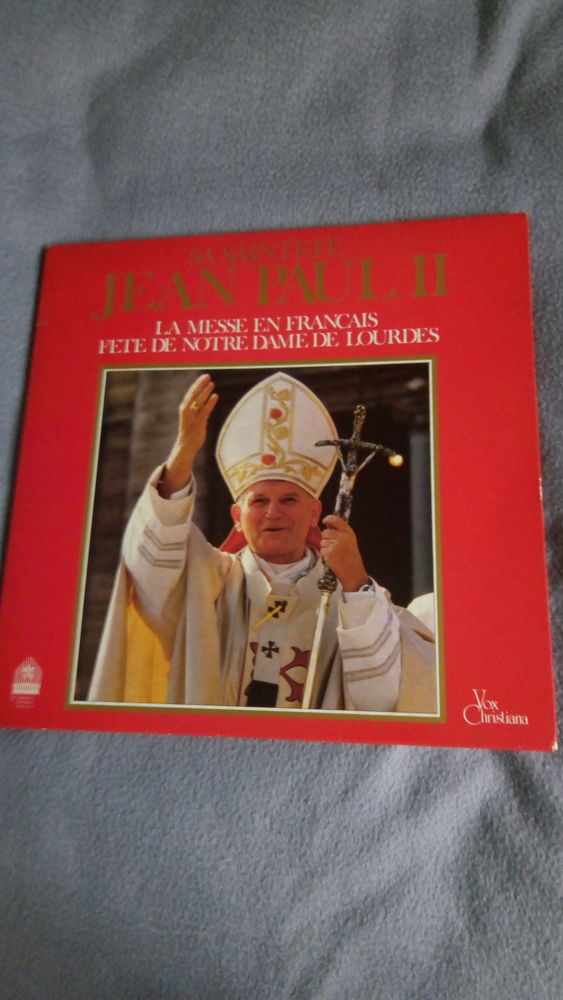 SA SAINTETE
JEAN PAUL II
LA MESSE EN FRANCAIS
FETE DE NOTRE DAME DE LOURDES
Vox
Christiana